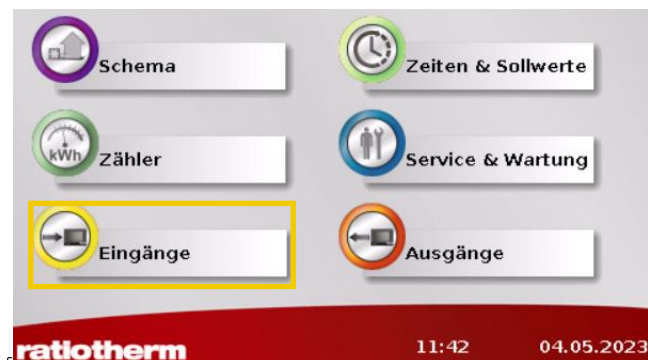 Schema
Zeiten & Sollwerte
kWh
Zähler
Service & Wartung
Eingänge
Ausgänge
ratiotherm
11:42
04.05.2023